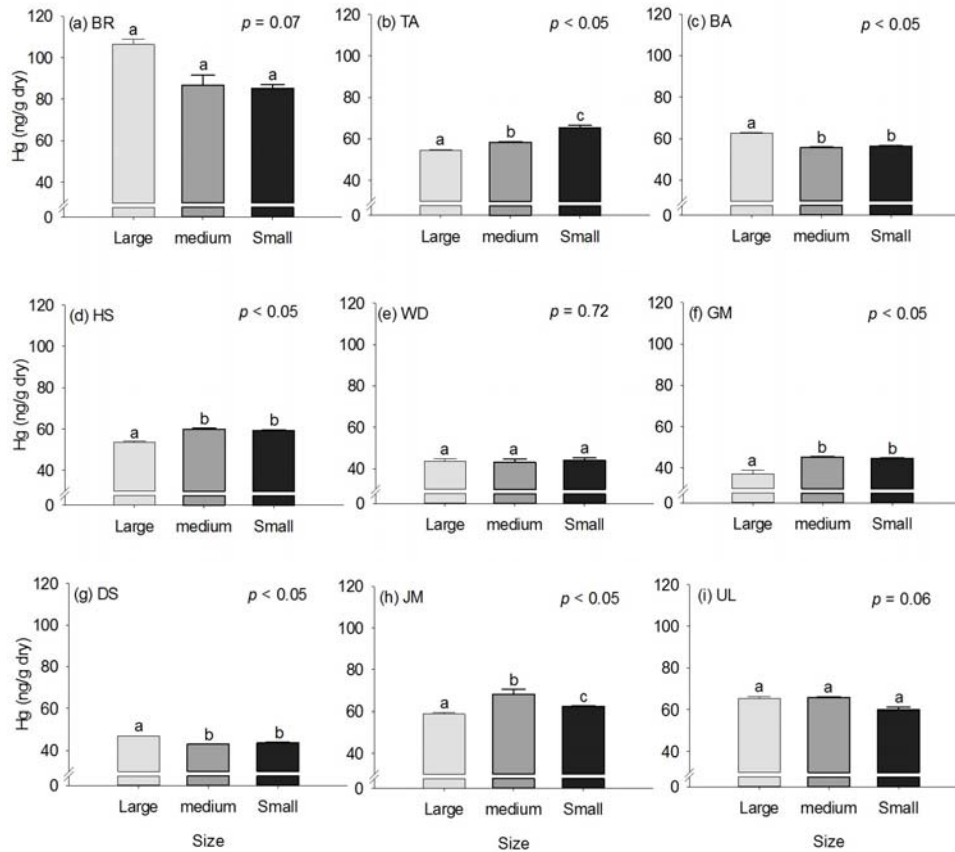 (a) BR
p = 0.07
a
a
a
Hg (ng/g dry)
120
100
80
60
40
0
Large
medium
Small
(b) TA
p < 0.05
a
b
c
120
100
80
60
40
0
Large
medium
Small
(c) BA
p < 0.05
a
b
b
120
100
80
60
40
0
Large
medium
Small
(d) HS
p < 0.05
a
b
b
Hg (ng/g dry)
120
100
80
60
40
0
Large
medium
Small
(e) WD
p = 0.72
a
a
a
120
100
80
60
40
0
Large
medium
Small
(f) GM
p < 0.05
a
b
b
120
100
80
60
40
0
Large
medium
Small
(g) DS
p < 0.05
a
b
b
Hg (ng/g dry)
120
100
80
60
40
0
Large
medium
Small
Size
(h) JM
p < 0.05
a
b
c
120
100
80
60
40
0
Large
medium
Small
Size
(i) UL
p = 0.06
a
a
a
120
100
80
60
40
0
Large
medium
Small
Size